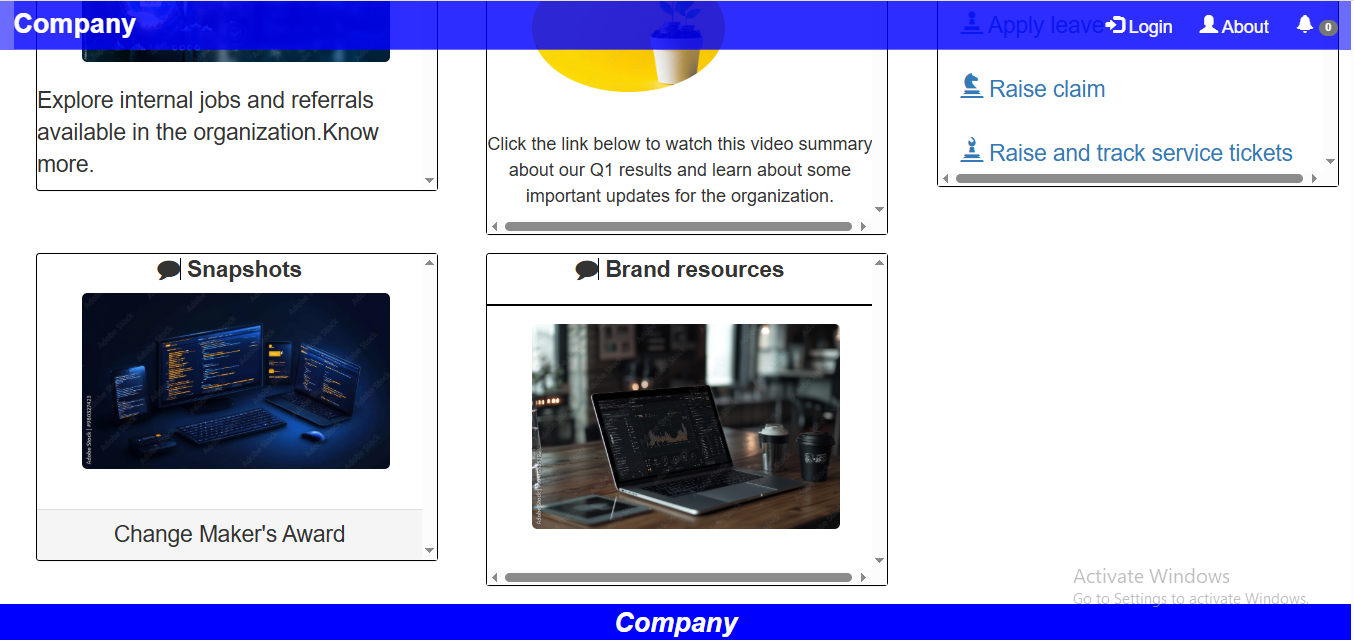 Company
Apply leave
Login
About
0
Explore internal jobs and referrals
available in the organization.Know
more.
Click the link below to watch this video summary
about our Q1 results and learn about some
important updates for the organization.
Raise claim
Raise and track service tickets
Snapshots
Adobe Stock | #980327423
Change Maker's Award
Brand resources
Activate Windows
Go to Settings to activate Windows.
Company